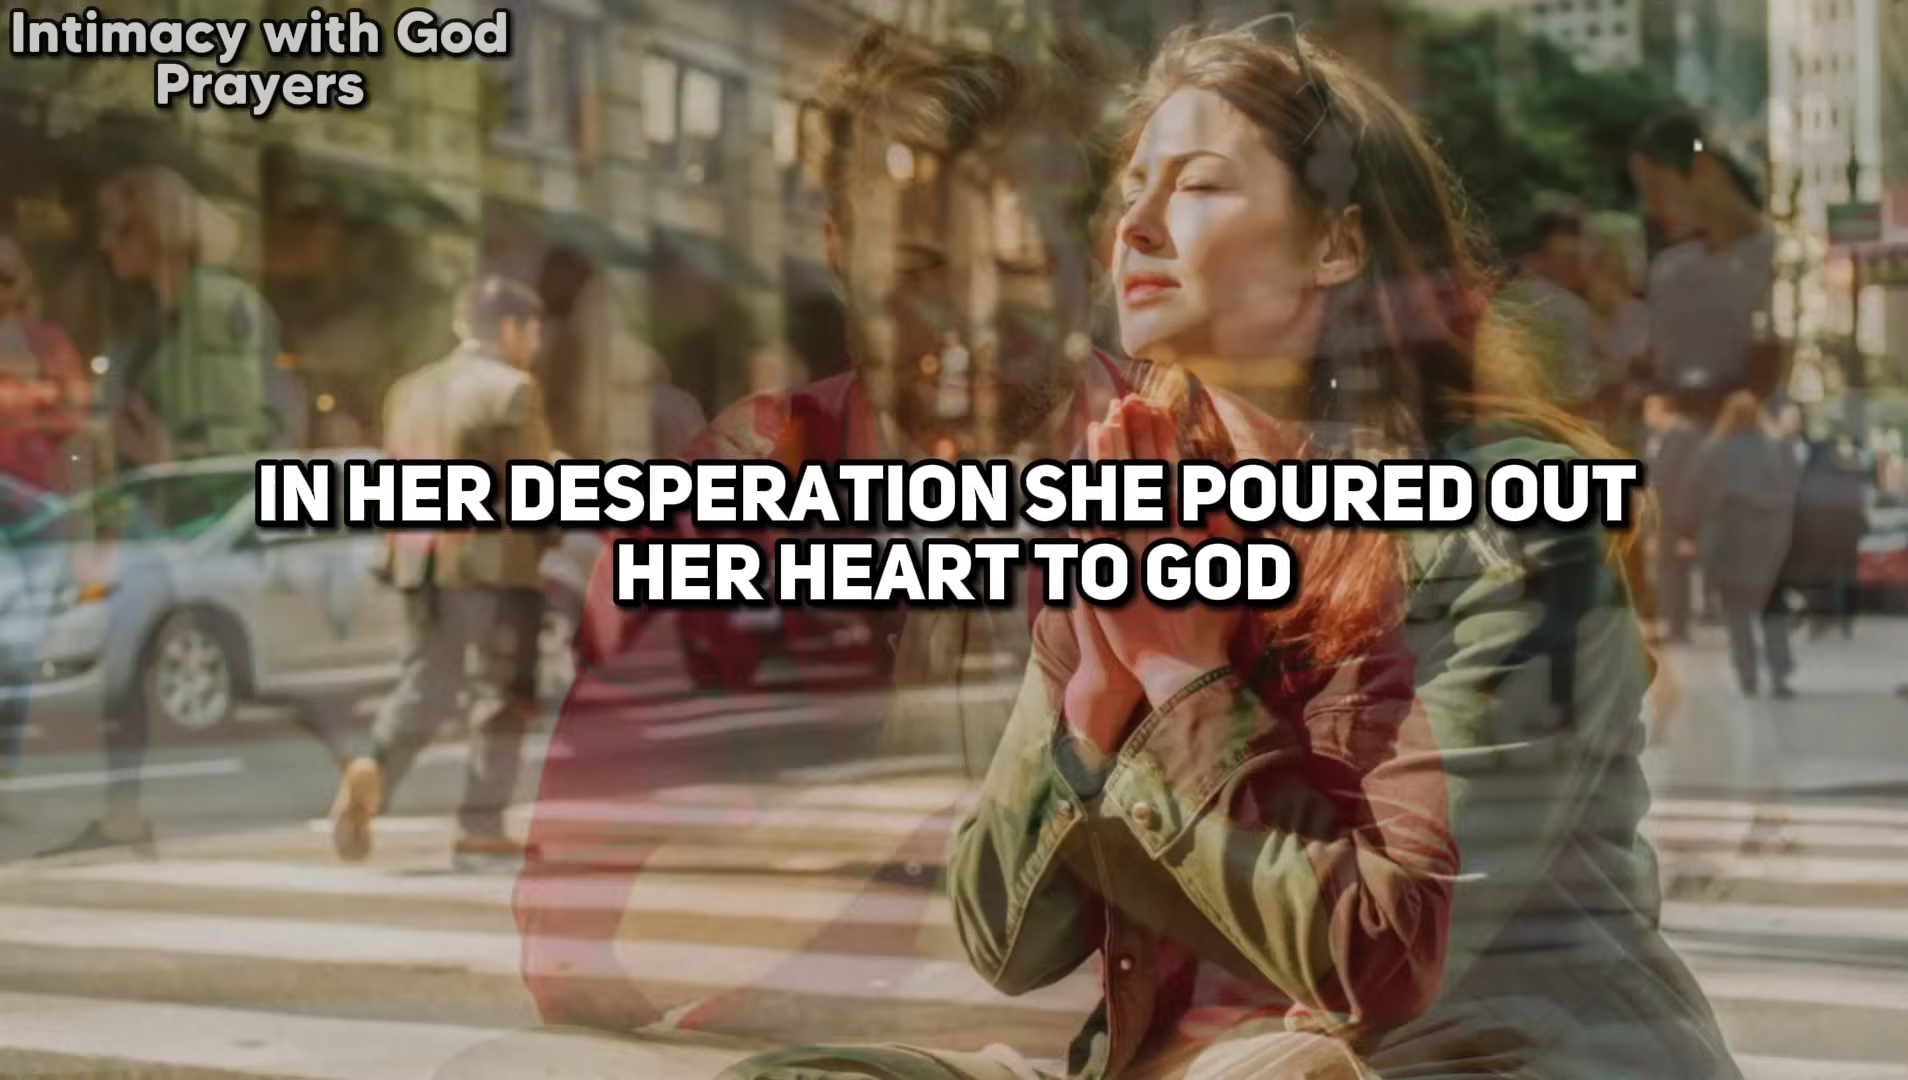 Intimacy with God
Prayers
IN HER DESPERATION SHE POURED OUT
HER HEART TO GOD